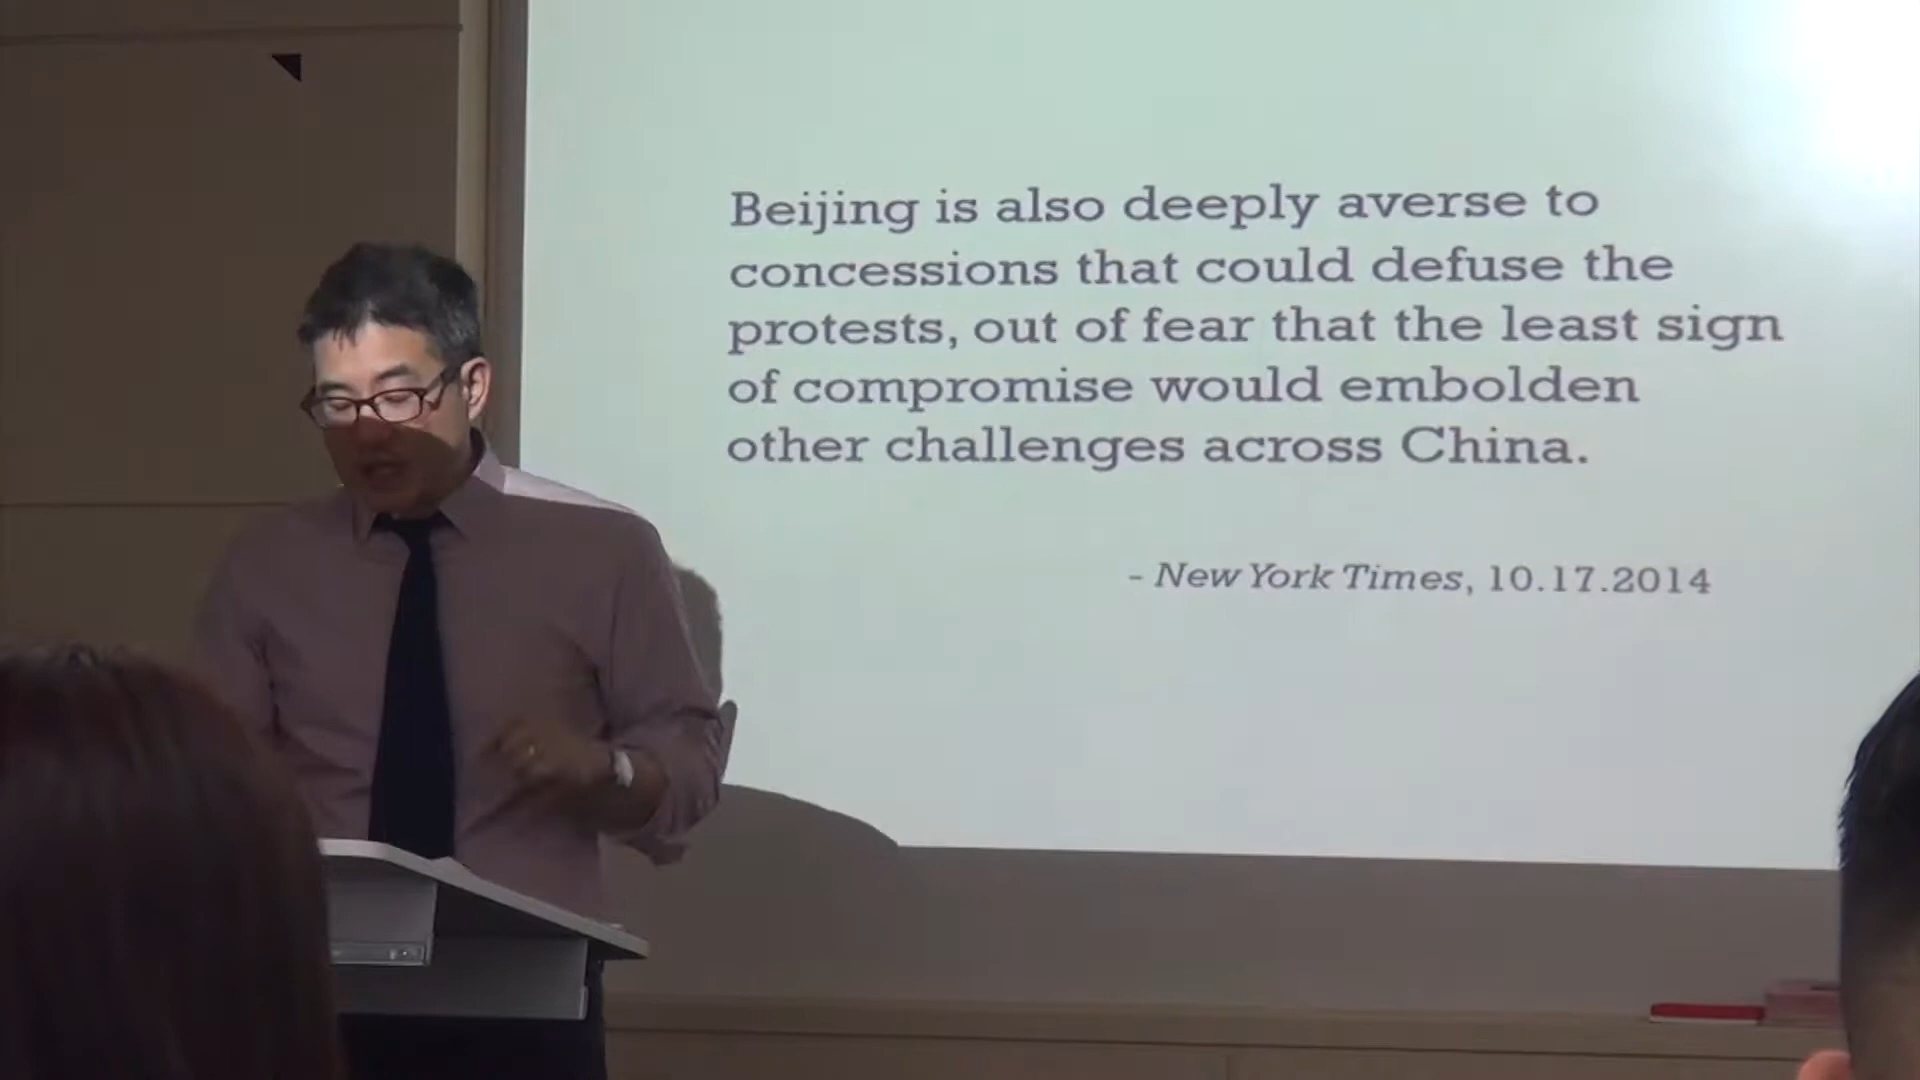 Beijing is also deeply averse to
concessions that could defuse the
protests, out of fear that the least sign
of compromise would embolden
other challenges across China.
- New York Times, 10.17.2014